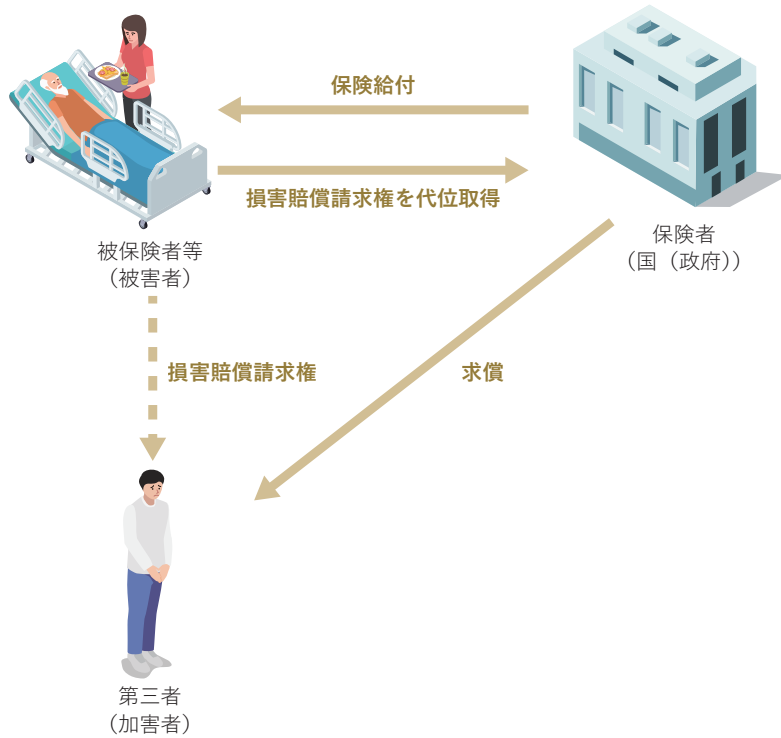 保険給付
損害賠償請求権を代位取得
被保険者等
（被害者）
保険者
（国（政府））
損害賠償請求権
求償
第三者
（加害者）